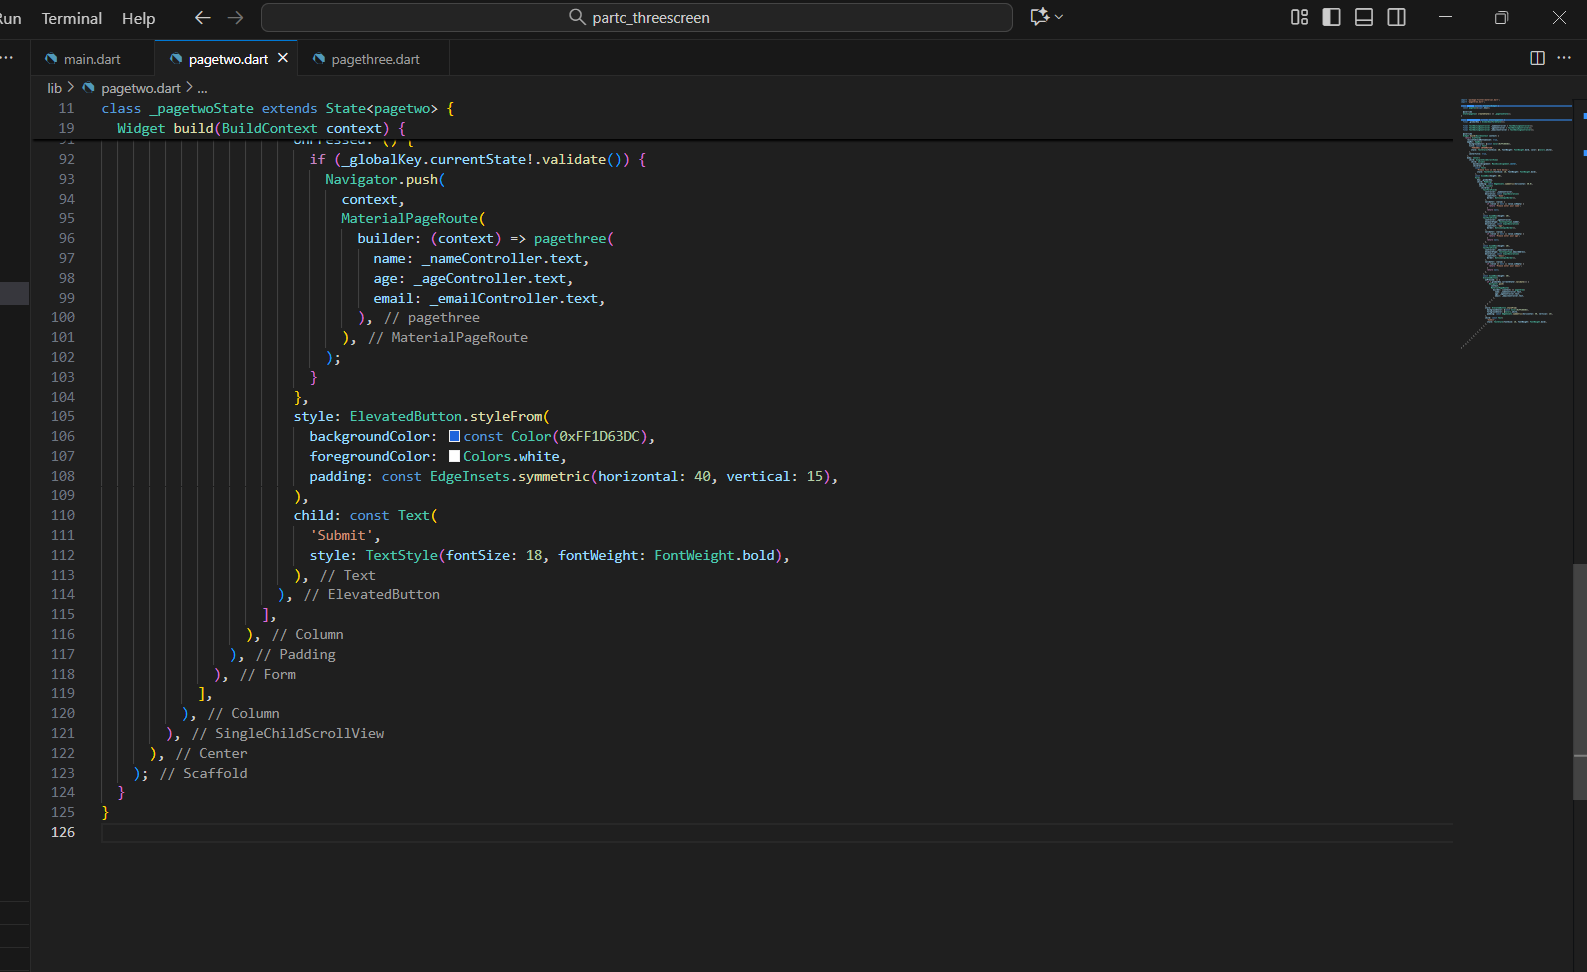 Run Terminal Help partc_threescreen
main.dart pagetwo.dart pagethree.dart
lib > pagetwo.dart > ...
11 class _pagetwoState extends State<pagetwo> {
19 Widget build(BuildContext context) {
91 onPressed: () {
92 if (_globalKey.currentState!.validate()) {
93 Navigator.push(
94 context,
95 MaterialPageRoute(
96 builder: (context) => pagethree(
97 name: _nameController.text,
98 age: _ageController.text,
99 email: _emailController.text,
100 ), // pagethree
101 ), // MaterialPageRoute
102 );
103 }
104 },
105 style: ElevatedButton.styleFrom(
106 backgroundColor: const Color(0xFF1D63DC),
107 foregroundColor: Colors.white,
108 padding: const EdgeInsets.symmetric(horizontal: 40, vertical: 15),
109 ),
110 child: const Text(
111 'Submit',
112 style: TextStyle(fontSize: 18, fontWeight: FontWeight.bold),
113 ), // Text
114 ), // ElevatedButton
115 ],
116 ), // Column
117 ), // Padding
118 ), // Form
119 ],
120 ), // Column
121 ), // SingleChildScrollView
122 ), // Center
123 ); // Scaffold
124 }
125 }
126